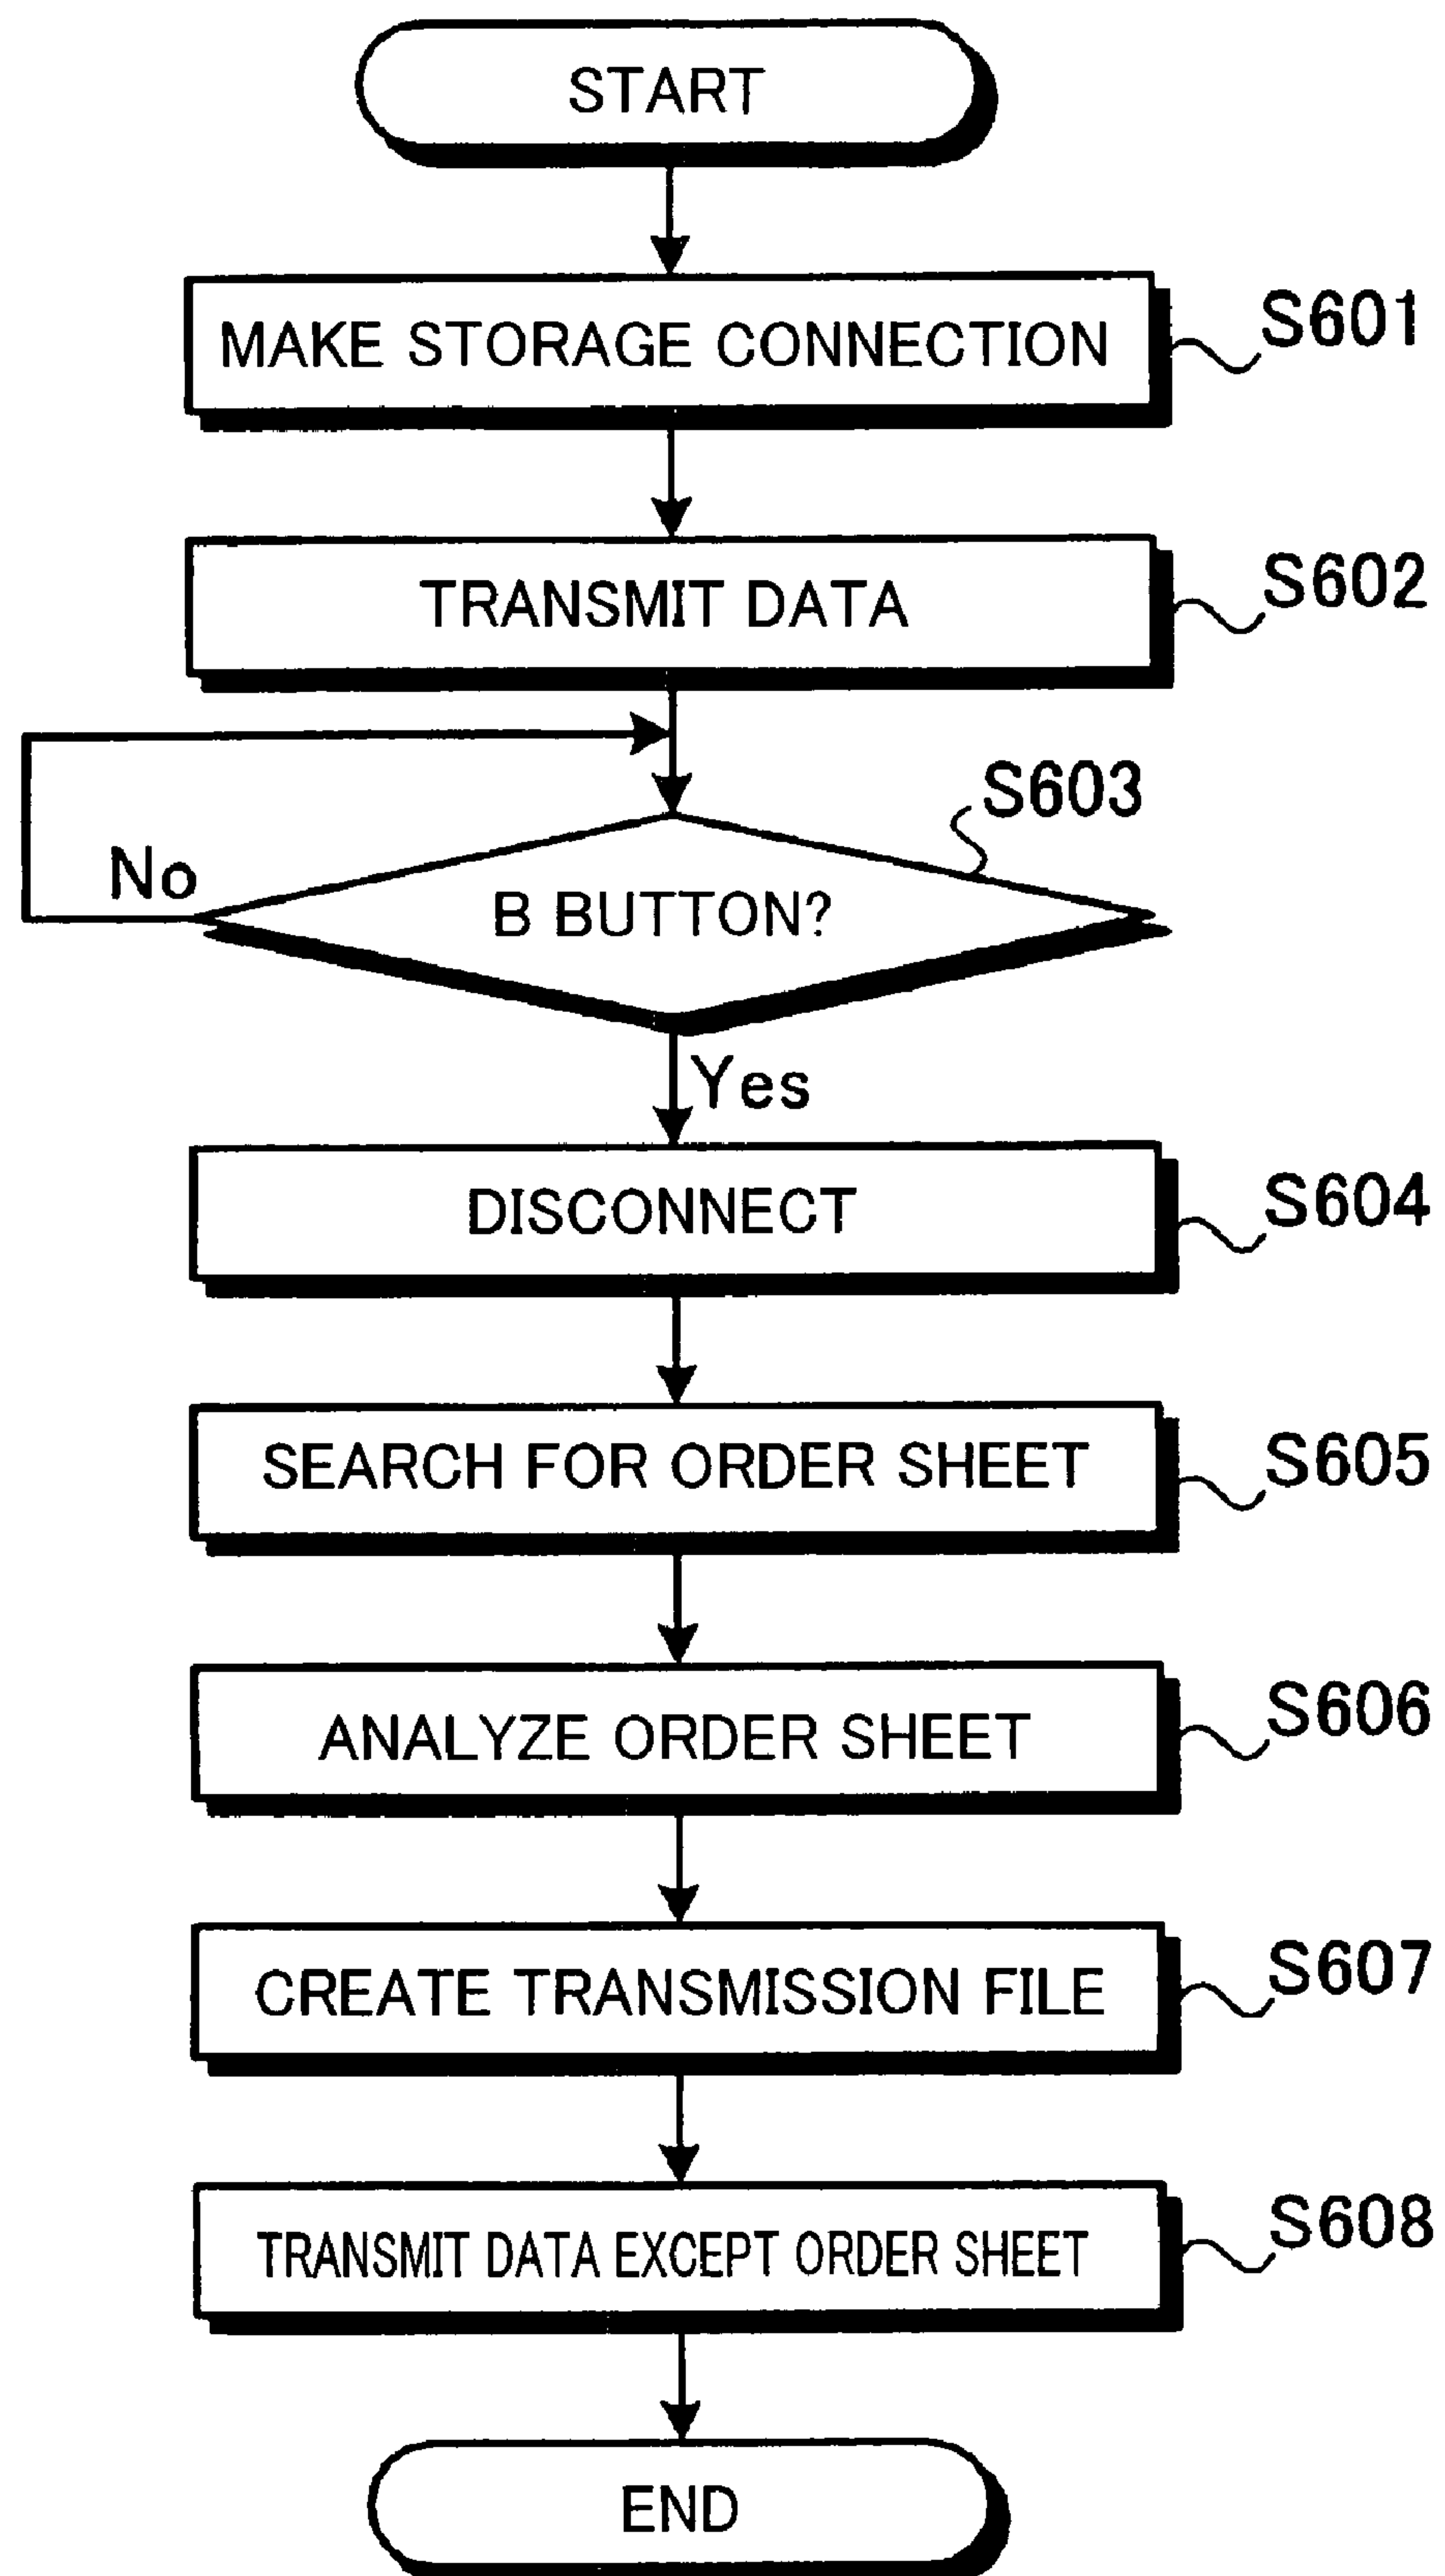 START
MAKE STORAGE CONNECTION
S601
TRANSMIT DATA
S602
S603
No
B BUTTON?
Yes
DISCONNECT
S604
SEARCH FOR ORDER SHEET
S605
ANALYZE ORDER SHEET
S606
CREATE TRANSMISSION FILE
S607
TRANSMIT DATA EXCEPT ORDER SHEET
S608
END